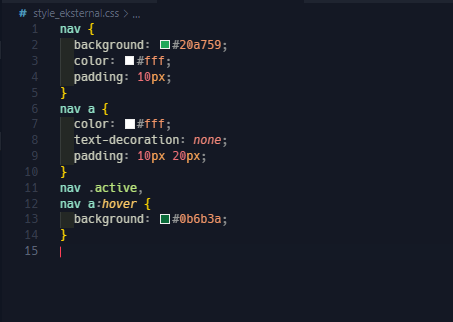 # style_eksternal.css > ...
1 nav {
2 background: #20a759;
3 color: #fff;
4 padding: 10px;
5 }
6 nav a {
7 color: #fff;
8 text-decoration: none;
9 padding: 10px 20px;
10 }
11 nav .active,
12 nav a:hover {
13 background: #0b6b3a;
14 }
15